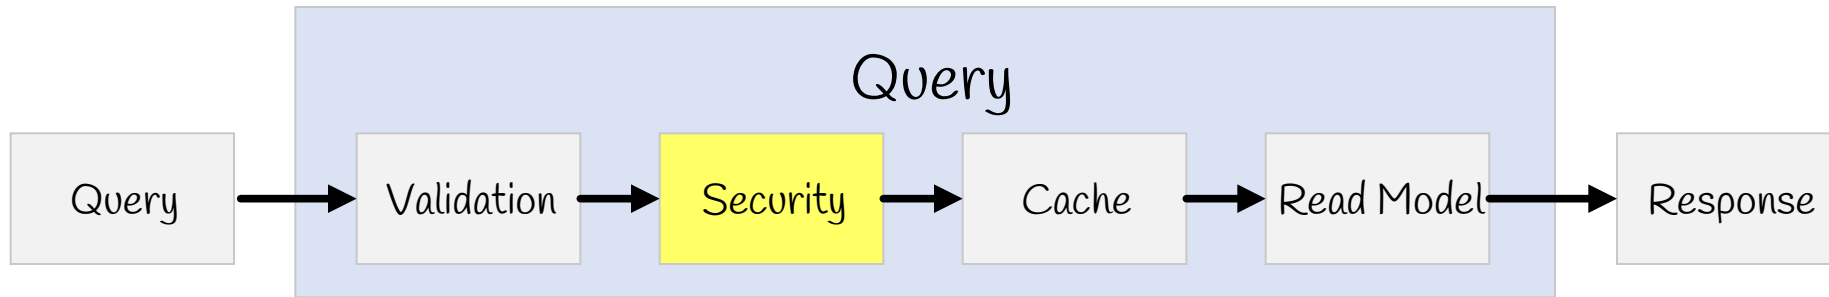 Query
Query
Validation
Security
Cache
Read Model
Response